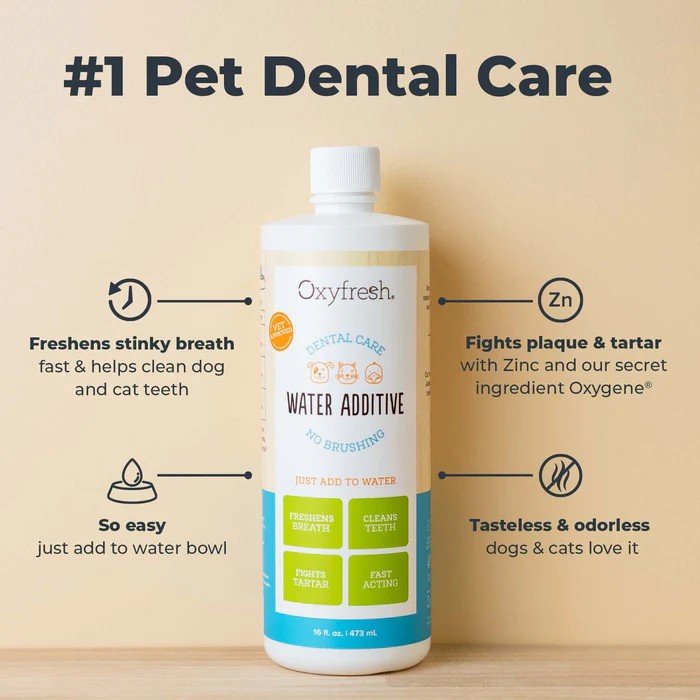 #1 Pet Dental Care
Oxyfresh®
VET
APPROVED
DENTAL CARE
WATER ADDITIVE
NO BRUSHING
JUST ADD TO WATER
FRESHENS
BREATH
CLEANS
TEETH
FIGHTS
TARTAR
FAST
ACTING
16 fl. oz. | 473 mL
Freshens stinky breath
fast & helps clean dog
and cat teeth
Zn
Fights plaque & tartar
with Zinc and our secret
ingredient Oxygene®
So easy
just add to water bowl
Tasteless & odorless
dogs & cats love it